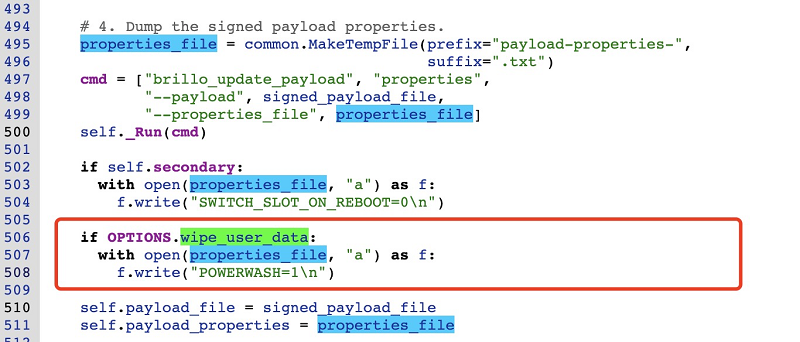 493
494 # 4. Dump the signed payload properties.
495 properties_file = common.MakeTempFile(prefix="payload-properties-",
496 suffix=".txt")
497 cmd = ["brillo_update_payload", "properties",
498 "--payload", signed_payload_file,
499 "--properties_file", properties_file]
500 self._Run(cmd)
501
502 if self.secondary:
503 with open(properties_file, "a") as f:
504 f.write("SWITCH_SLOT_ON_REBOOT=0\n")
505
506 if OPTIONS.wipe_user_data:
507 with open(properties_file, "a") as f:
508 f.write("POWERWASH=1\n")
509
510 self.payload_file = signed_payload_file
511 self.payload_properties = properties_file
512